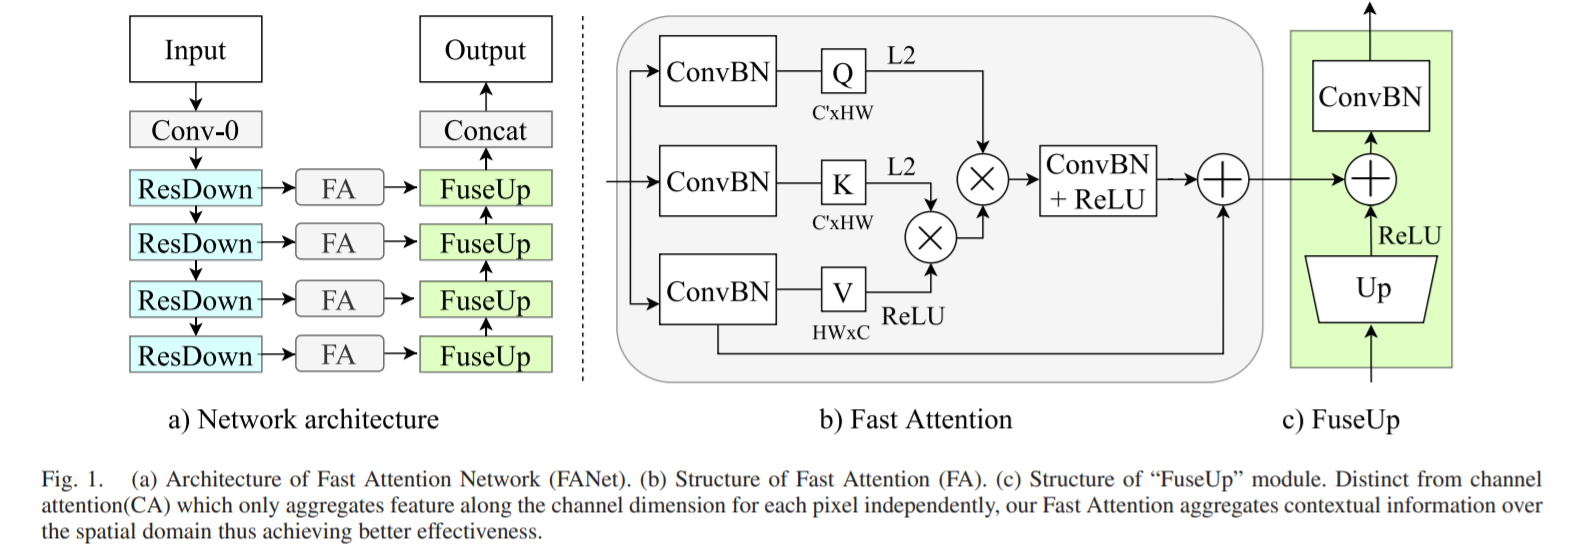 Input
Output
Conv-0
Concat
ResDown
FA
FuseUp
ResDown
FA
FuseUp
ResDown
FA
FuseUp
ResDown
FA
FuseUp
a) Network architecture
ConvBN
Q
L2
C'xHW
ConvBN
K
L2
C'xHW
ConvBN
V
ReLU
HWxC
ConvBN
+ ReLU
b) Fast Attention
ConvBN
ReLU
Up
c) FuseUp
Fig. 1. (a) Architecture of Fast Attention Network (FANet). (b) Structure of Fast Attention (FA). (c) Structure of “FuseUp” module. Distinct from channel
attention(CA) which only aggregates feature along the channel dimension for each pixel independently, our Fast Attention aggregates contextual information over
the spatial domain thus achieving better effectiveness.